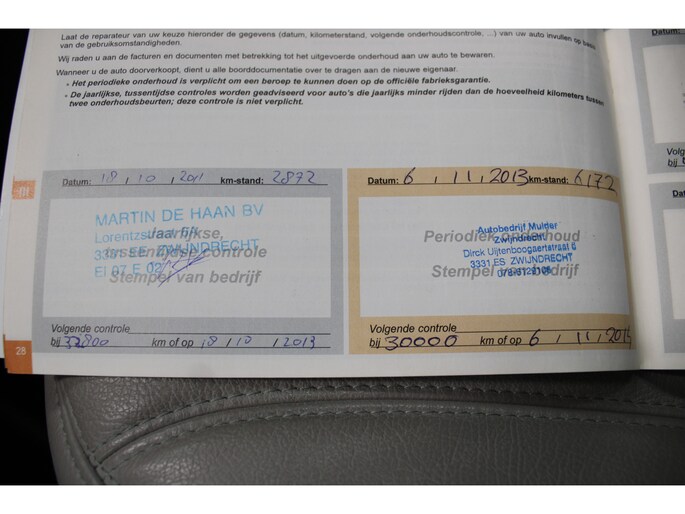 Laat de reparateur van uw keuze hieronder de gegevens (datum, kilometerstand, volgende onderhoudscontrole, ...) van uw auto invullen op basis
van de gebruiksomstandigheden.
Wij raden u aan de facturen en documenten met betrekking tot het uitgevoerde onderhoud aan uw auto te bewaren.
Wanneer u de auto doorverkoopt, dient u alle boorddocumentatie over te dragen aan de nieuwe eigenaar.
- Het periodieke onderhoud is verplicht om een beroep te kunnen doen op de officiële fabrieksgarantie.
- De jaarlijkse, tussentijdse controles worden geadviseerd voor auto's die jaarlijks minder rijden dan de hoeveelheid kilometers tussen
twee onderhoudsbeurten; deze controle is niet verplicht.
Datum: 18 / 10 / 2011 km-stand: 2872
MARTIN DE HAAN BV
Jaarlijkse,
tussentijdse controle
ZWIJNDRECHT
Stempel van bedrijf
Volgende controle
bij 32800 km of op 18 / 10 / 2013
Datum: 6 / 11 / 2013 km-stand: 6172
Autobedrijf Mulder
Periodiek onderhoud
Zwijndrecht
Dirck Uijtenboogaertstraat 6
3331 ES ZWIJNDRECHT
Stempel van bedrijf
Volgende controle
bij 30000 km of op 6 / 11 / 2014
28
Volg
bij